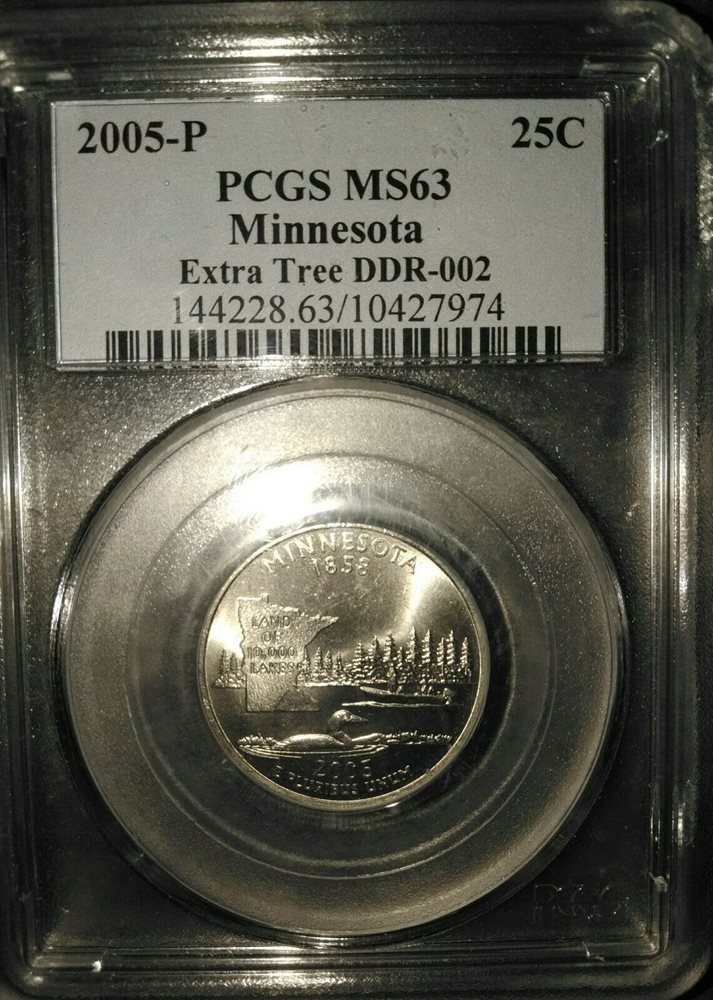 2005-P 25C
PCGS MS63
Minnesota
Extra Tree DDR-002
144228.63/10427974
MINNESOTA
1858
LAND
OF
10,000
LAKES
2005
E PLURIBUS UNUM
PCGS